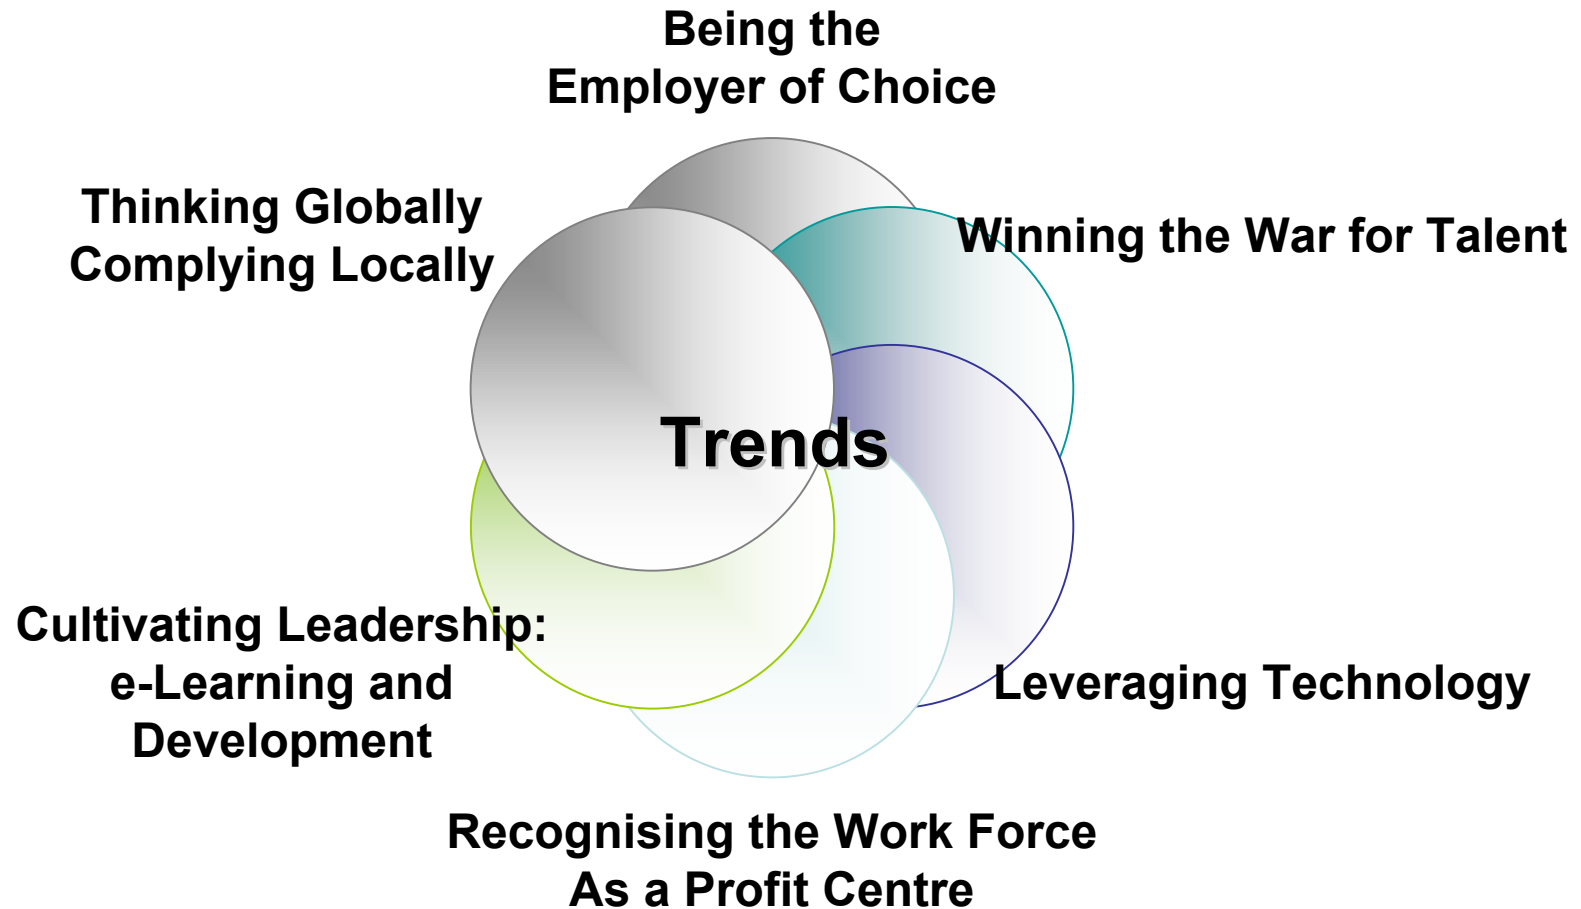 Being the
Employer of Choice
Thinking Globally
Complying Locally
Winning the War for Talent
Trends
Cultivating Leadership:
e-Learning and
Development
Leveraging Technology
Recognising the Work Force
As a Profit Centre